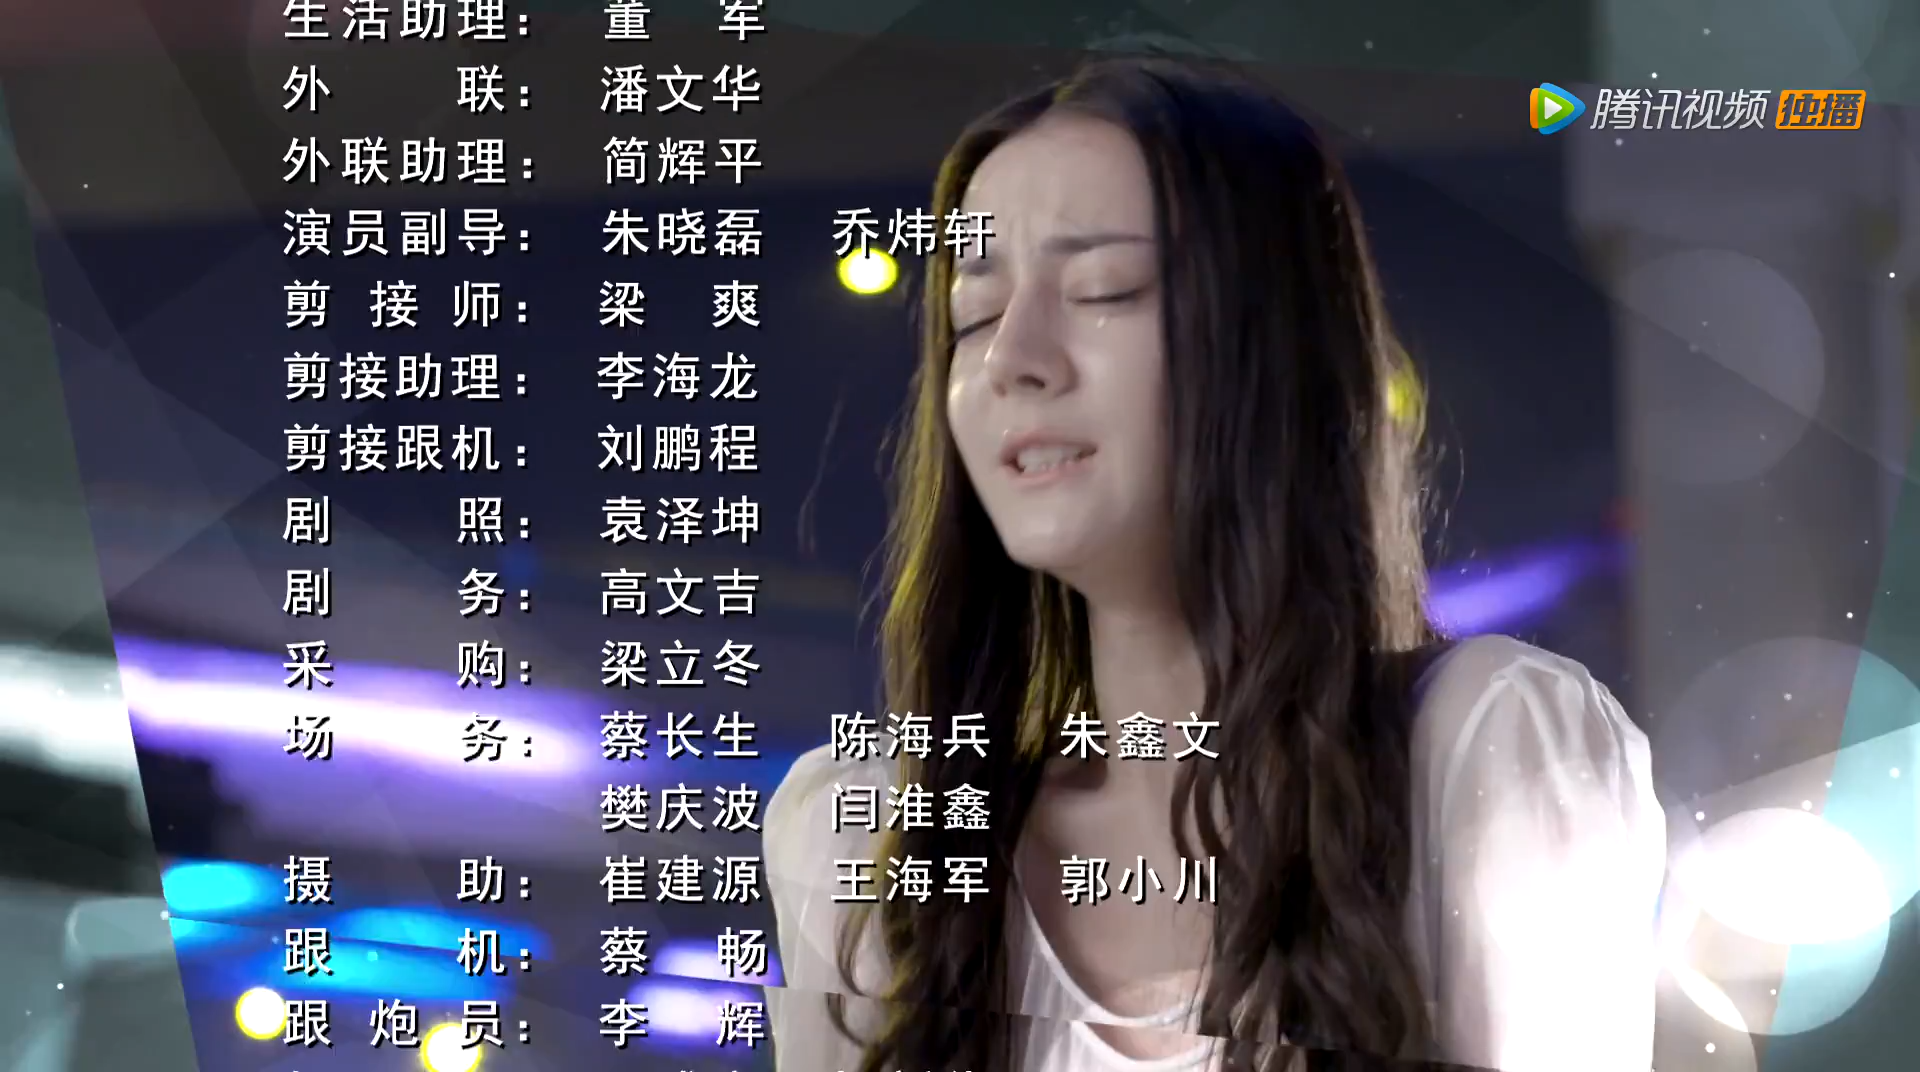 生活助理： 董 军
腾讯视频 独播
外 联： 潘文华
外联助理： 简辉平
演员副导： 朱晓磊 乔炜轩
剪 接 师： 梁 爽
剪接助理： 李海龙
剪接跟机： 刘鹏程
剧 照： 袁泽坤
剧 务： 高文吉
采 购： 梁立冬
场 务： 蔡长生 陈海兵 朱鑫文
樊庆波 闫淮鑫
摄 助： 崔建源 王海军 郭小川
跟 机： 蔡 畅
跟 炮 员： 李 辉